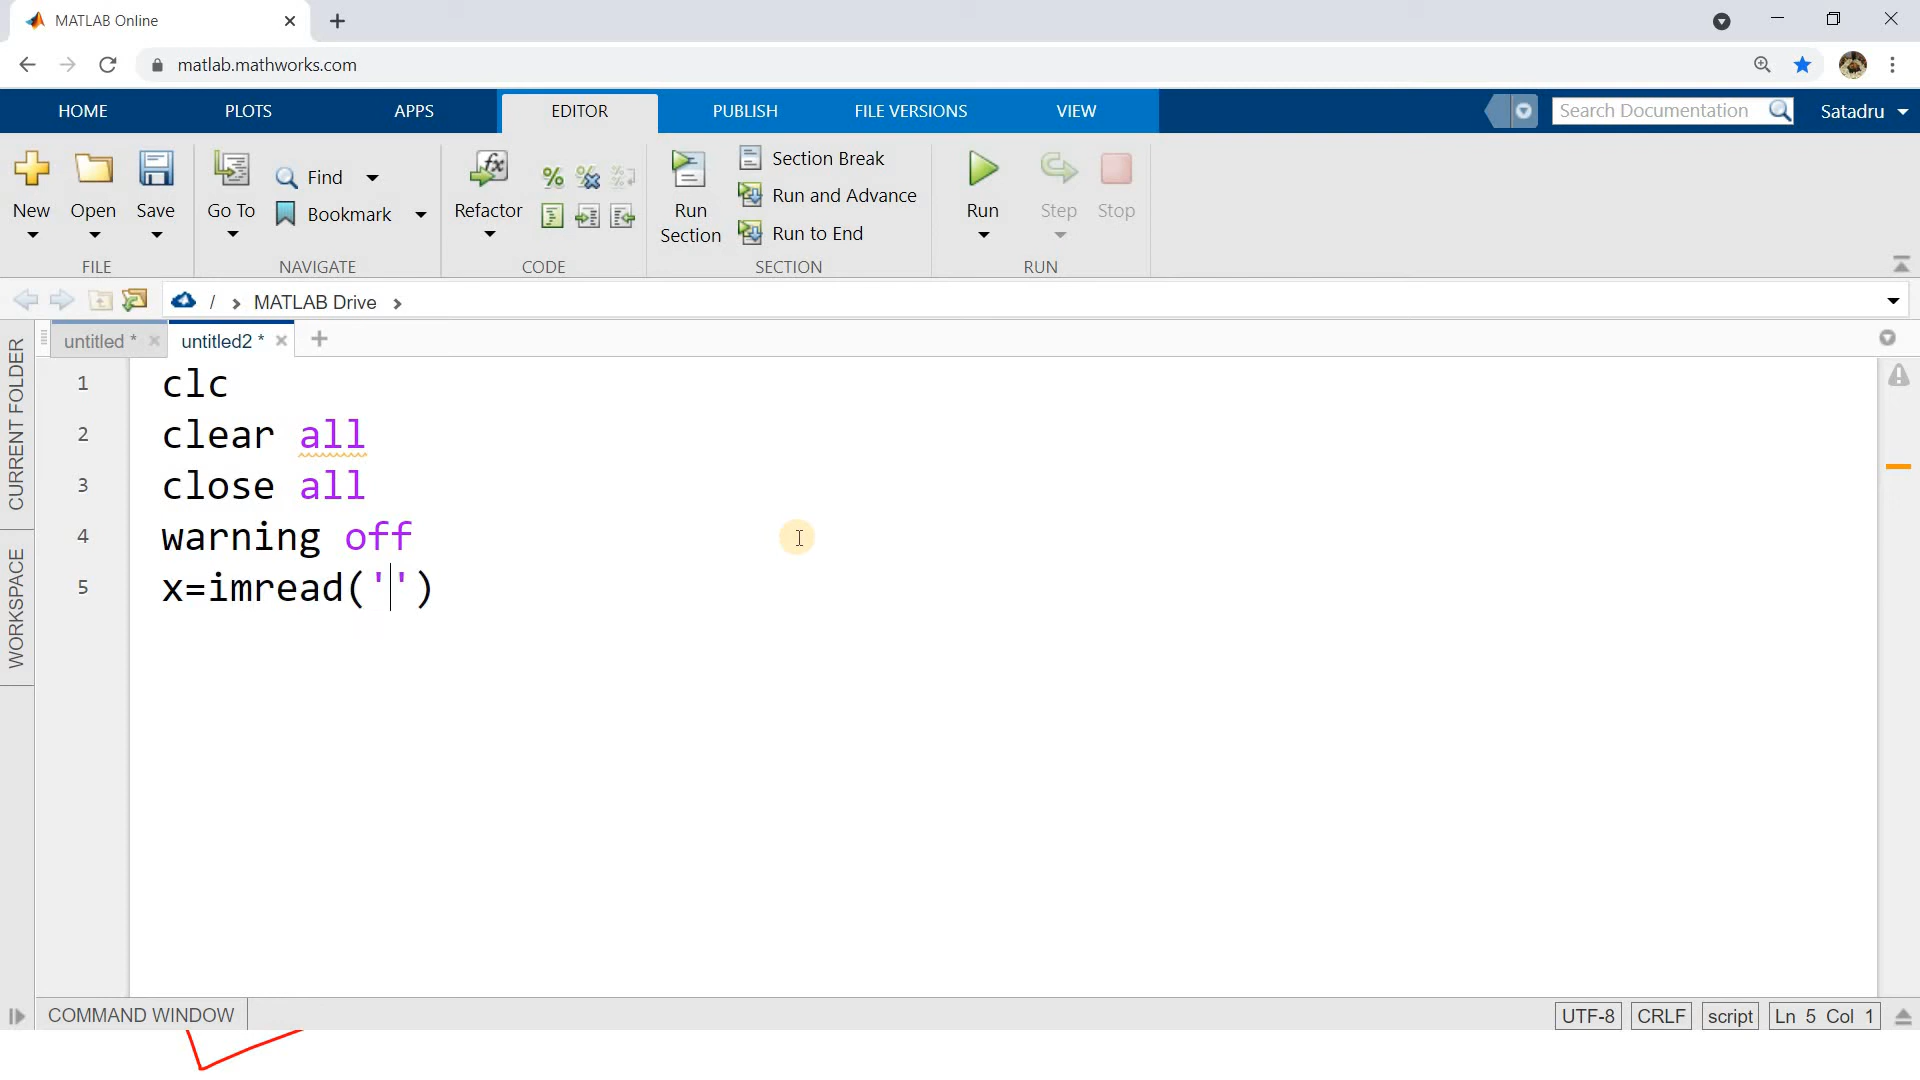 MATLAB Online
matlab.mathworks.com
HOME PLOTS APPS EDITOR PUBLISH FILE VERSIONS VIEW Search Documentation Satadru
New Open Save Go To Find Bookmark Refactor Run Section Section Break Run and Advance Run to End Run Step Stop
FILE NAVIGATE CODE SECTION RUN
/ › MATLAB Drive ›
untitled * untitled2 *
CURRENT FOLDER
WORKSPACE
1 clc
2 clear all
3 close all
4 warning off
5 x=imread('')
COMMAND WINDOW UTF-8 CRLF script Ln 5 Col 1